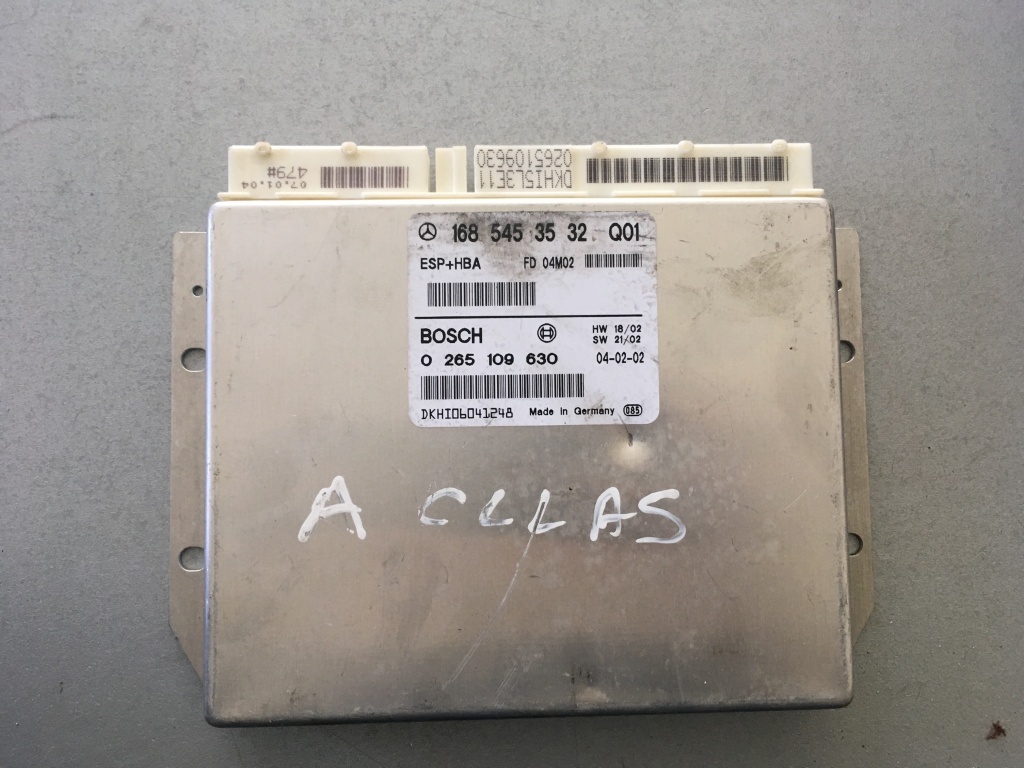 07.01.04
479#
DKHI5L3E11
0265109630
168 545 35 32 Q01
ESP+HBA FD 04M02
BOSCH HW 18/02
SW 21/02
0 265 109 630 04-02-02
DKHI06041248 Made in Germany 085
A CLLAS